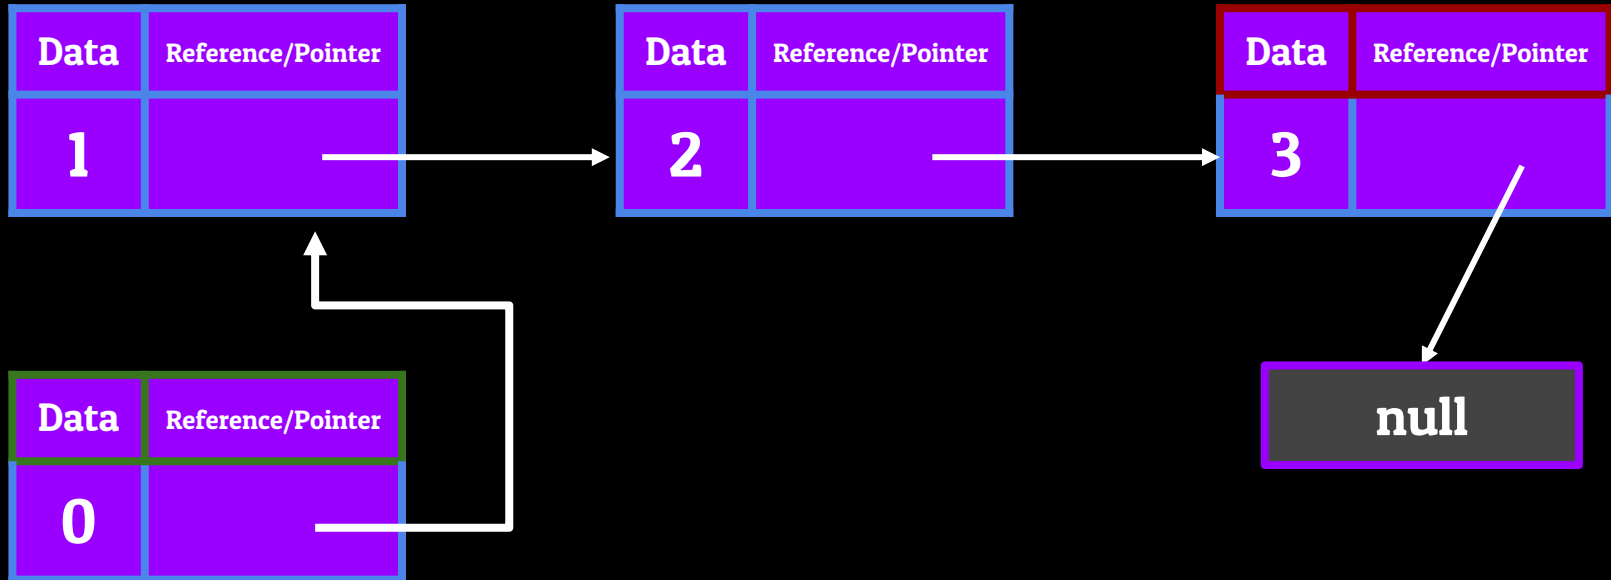 Data Reference/Pointer
1
Data Reference/Pointer
2
Data Reference/Pointer
3
null
Data Reference/Pointer
0